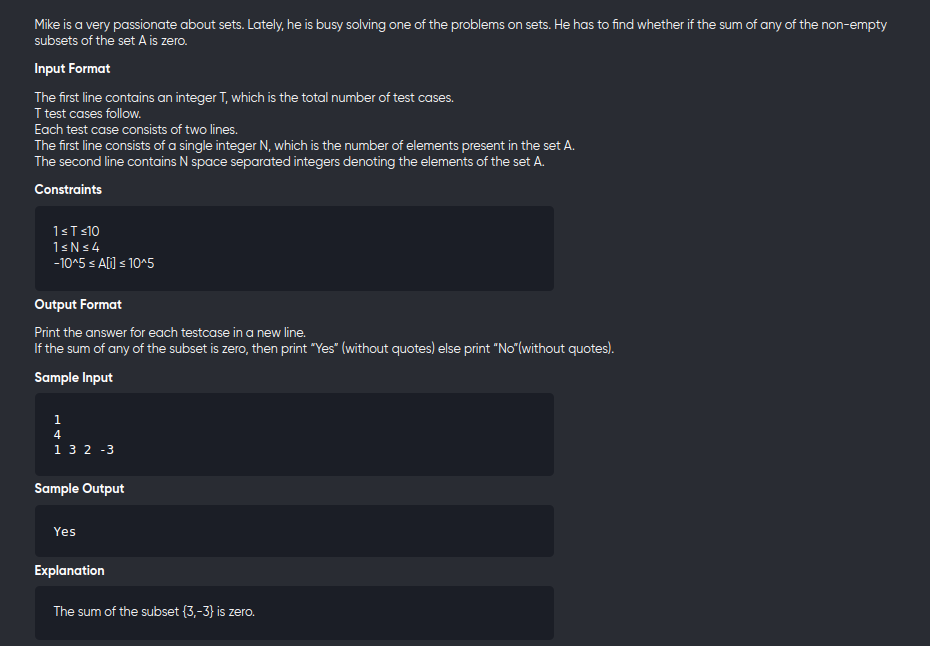 Mike is a very passionate about sets. Lately, he is busy solving one of the problems on sets. He has to find whether if the sum of any of the non-empty
subsets of the set A is zero.
Input Format
The first line contains an integer T, which is the total number of test cases.
T test cases follow.
Each test case consists of two lines.
The first line consists of a single integer N, which is the number of elements present in the set A.
The second line contains N space separated integers denoting the elements of the set A.
Constraints
1 ≤ T ≤10
1 ≤ N ≤ 4
-10^5 ≤ A[i] ≤ 10^5
Output Format
Print the answer for each testcase in a new line.
If the sum of any of the subset is zero, then print “Yes” (without quotes) else print “No”(without quotes).
Sample Input
1
4
1 3 2 -3
Sample Output
Yes
Explanation
The sum of the subset {3,-3} is zero.